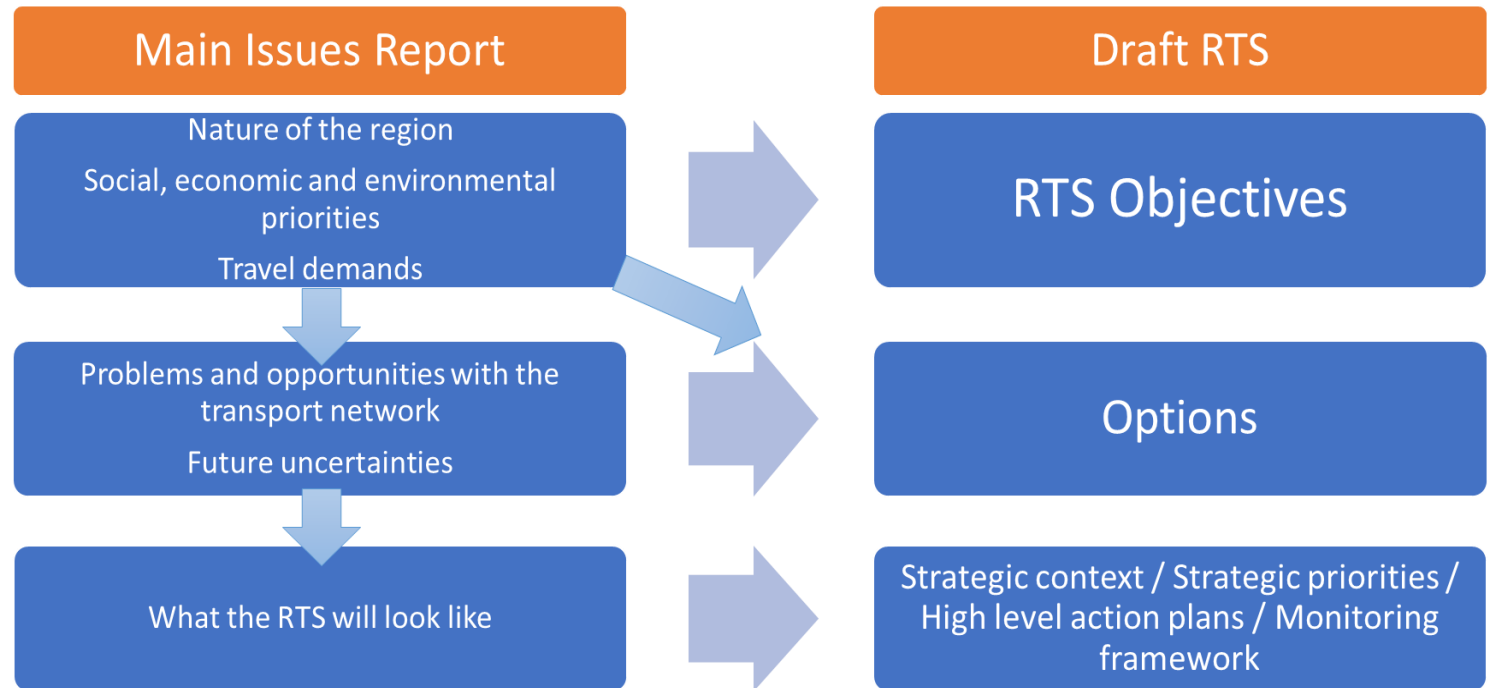 Main Issues Report
Nature of the region
Social, economic and environmental
priorities
Travel demands
Problems and opportunities with the
transport network
Future uncertainties
What the RTS will look like
Draft RTS
RTS Objectives
Options
Strategic context / Strategic priorities /
High level action plans / Monitoring
framework